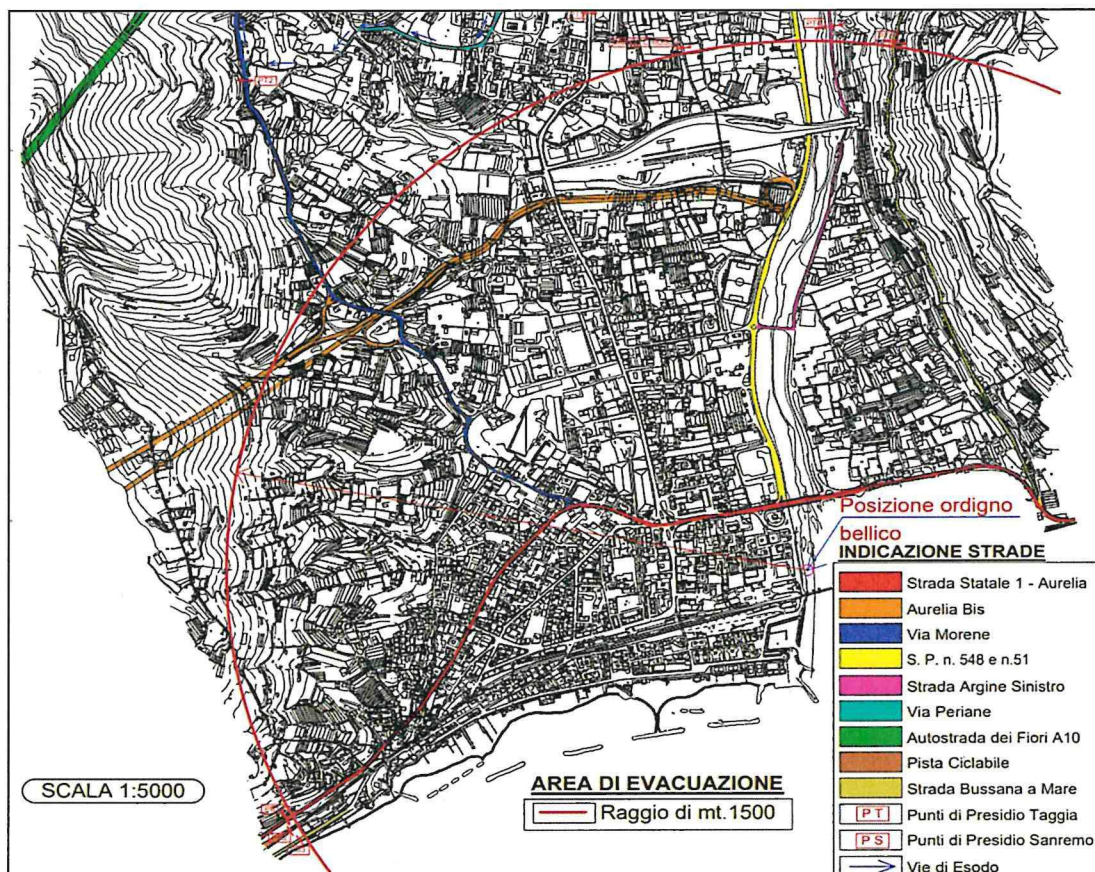 PT2
Posizione ordigno
bellico
INDICAZIONE STRADE
Strada Statale 1 - Aurelia
Aurelia Bis
Via Morene
S. P. n. 548 e n.51
Strada Argine Sinistro
Via Periane
Autostrada dei Fiori A10
Pista Ciclabile
Strada Bussana a Mare
PT Punti di Presidio Taggia
PS Punti di Presidio Sanremo
Vie di Esodo
SCALA 1:5000
AREA DI EVACUAZIONE
Raggio di mt.1500